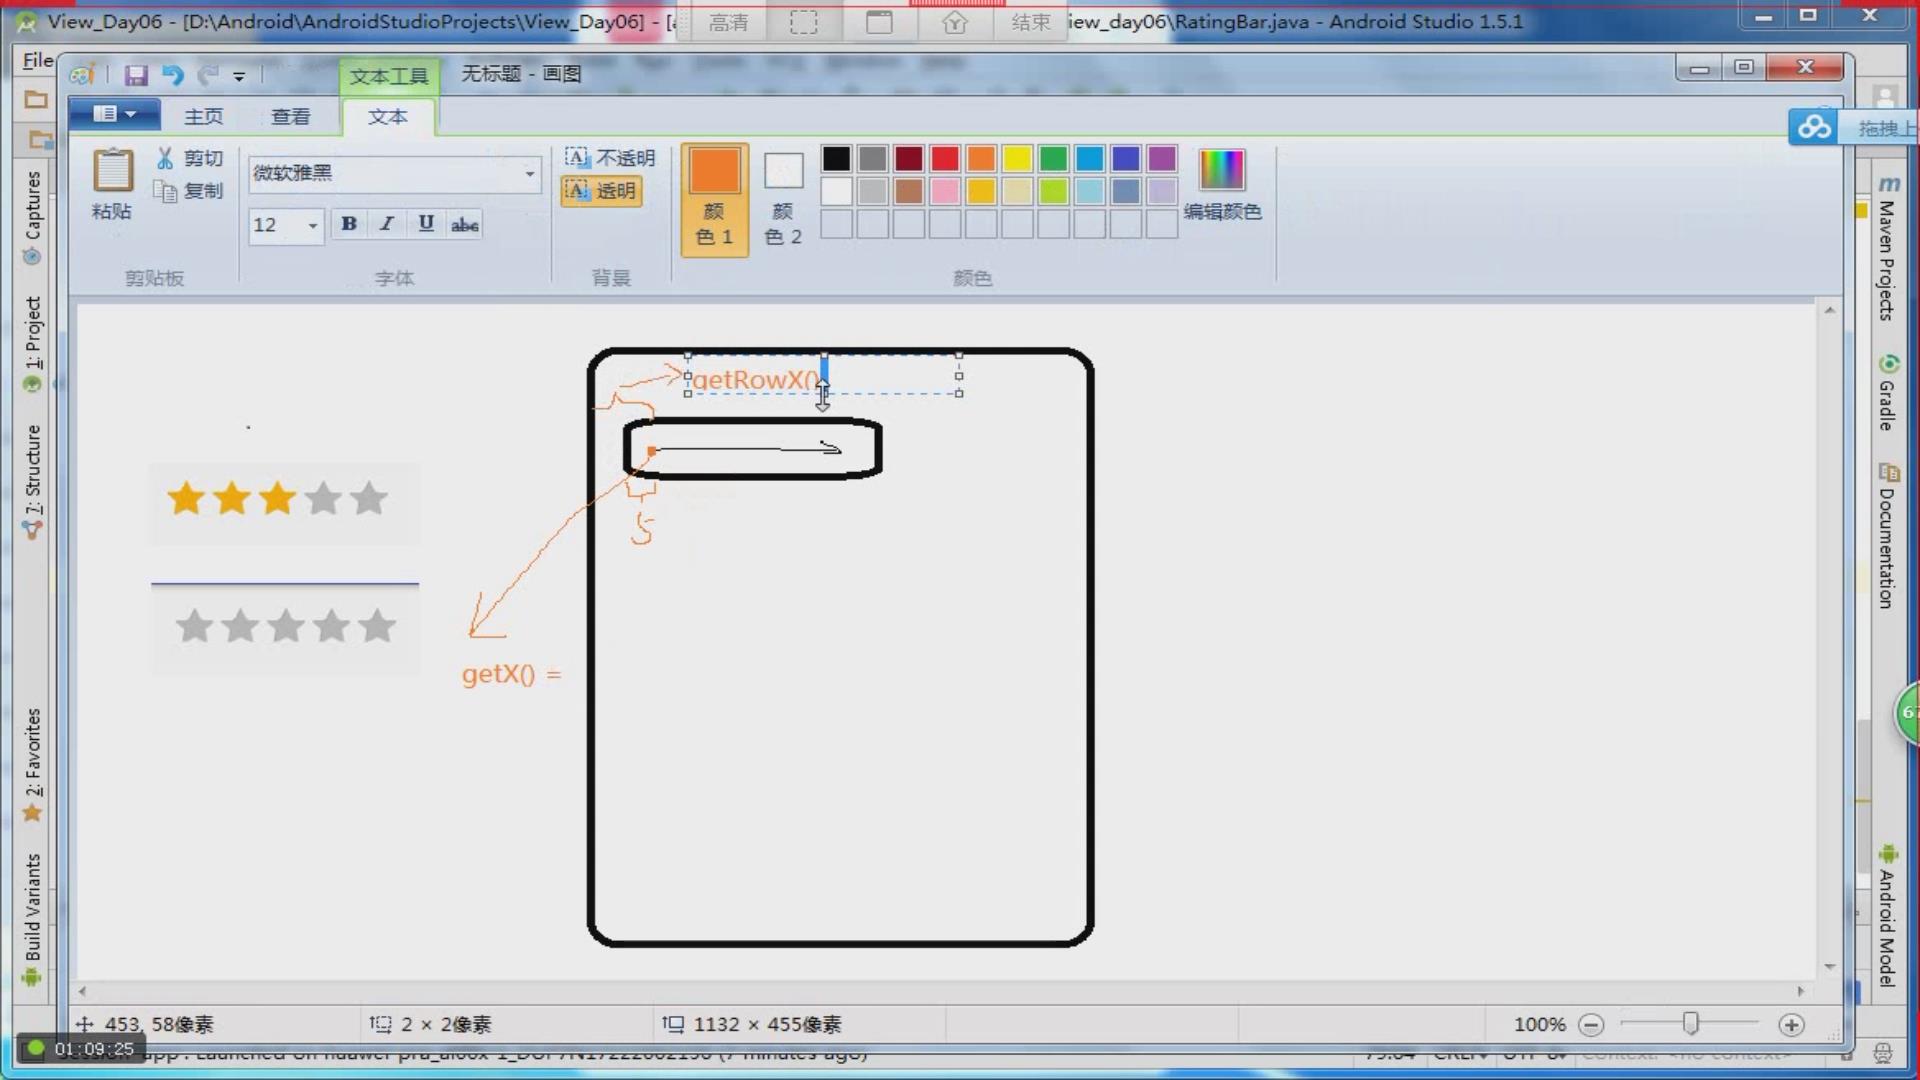 View_Day06 - [D:\Android\AndroidStudioProjects\View_Day06] - [
高清
结束
iew_day06\RatingBar.java - Android Studio 1.5.1
File
文本工具
无标题 - 画图
主页
查看
文本
拖拽上
粘贴
剪切
复制
剪贴板
微软雅黑
12
B I U abc
字体
不透明
透明
背景
颜色 1
颜色 2
编辑颜色
颜色
Captures
1: Project
7: Structure
2: Favorites
Build Variants
Maven Projects
Gradle
Documentation
Android Model
getRowX()
5
getX() =
453, 58像素
2 × 2像素
1132 × 455像素
100%
01:09:25